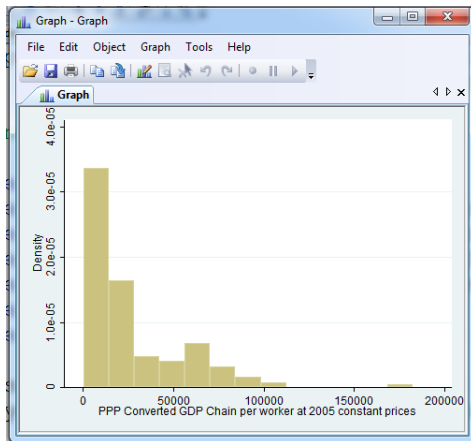 Graph - Graph
File Edit Object Graph Tools Help
Graph
4.0e-05
3.0e-05
Density
2.0e-05
1.0e-05
0
0 50000 100000 150000 200000
PPP Converted GDP Chain per worker at 2005 constant prices